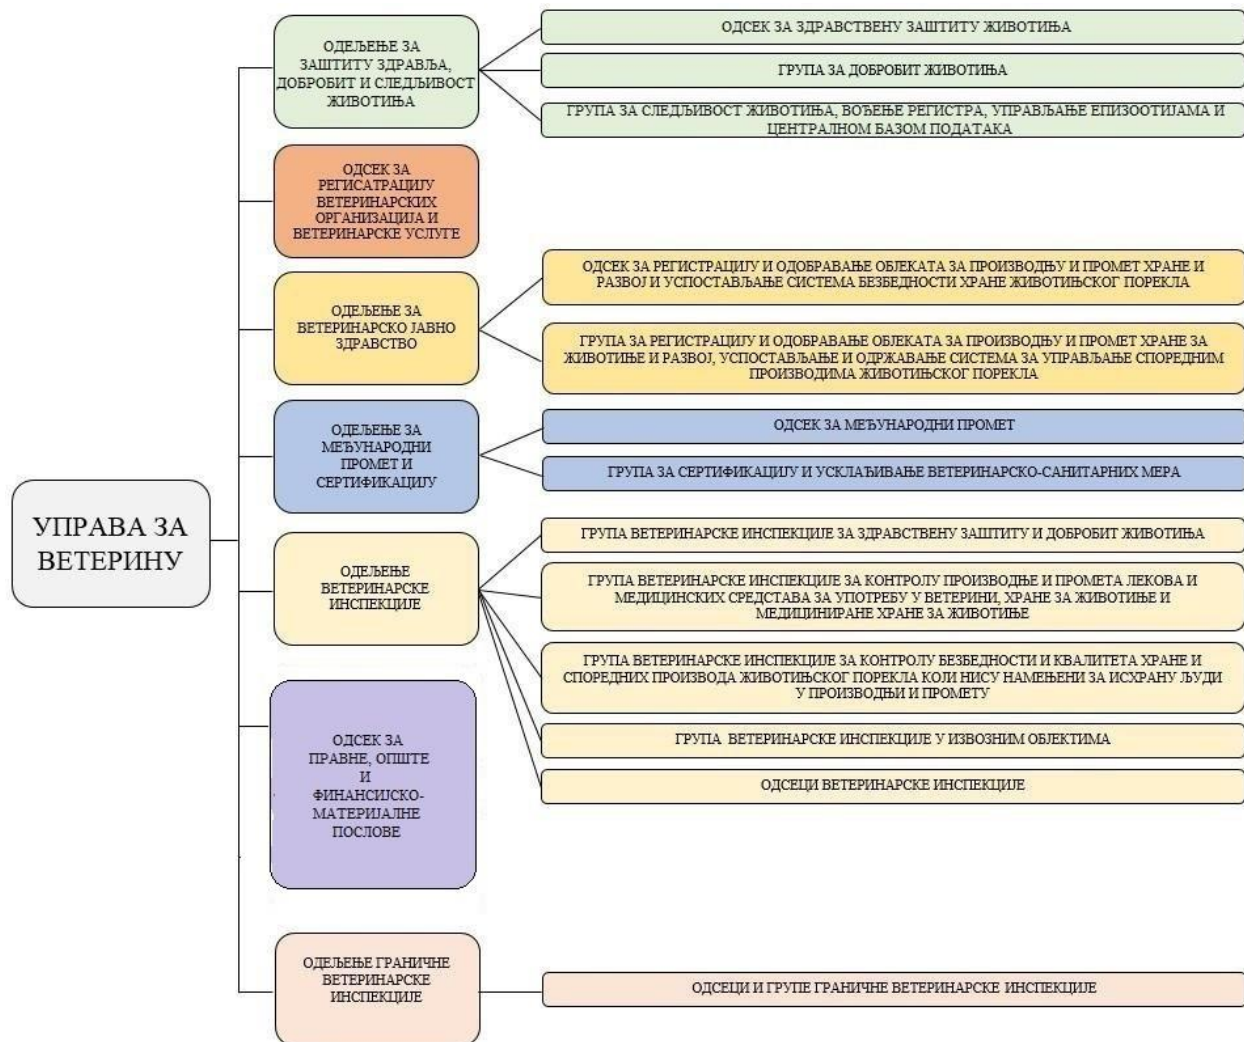 УПРАВА ЗА
ВЕТЕРИНУ
ОДЕЉЕЊЕ ЗА
ЗАШТИТУ ЗДРАВЉА,
ДОБРОБИТ И СЛЕДЉИВОСТ
ЖИВОТИЊА
ОДСЕК ЗА ЗДРАВСТВЕНУ ЗАШТИТУ ЖИВОТИЊА
ГРУПА ЗА ДОБРОБИТ ЖИВОТИЊА
ГРУПА ЗА СЛЕДЉИВОСТ ЖИВОТИЊА, ВОЂЕЊЕ РЕГИСТРА, УПРАВЉАЊЕ ЕПИЗООТИЈАМА И
ЦЕНТРАЛНОМ БАЗОМ ПОДАТАКА
ОДСЕК ЗА
РЕГИСАТРАЦИЈУ
ВЕТЕРИНАРСКИХ
ОРГАНИЗАЦИЈА И
ВЕТЕРИНАРСКЕ УСЛУГЕ
ОДЕЉЕЊЕ ЗА
ВЕТЕРИНАРСКО ЈАВНО
ЗДРАВСТВО
ОДСЕК ЗА РЕГИСТРАЦИЈУ И ОДОБРАВАЊЕ ОБЈЕКАТА ЗА ПРОИЗВОДЊУ И ПРОМЕТ ХРАНЕ И
РАЗВОЈ И УСПОСТАВЉАЊЕ СИСТЕМА БЕЗБЕДНОСТИ ХРАНЕ ЖИВОТИЊСКОГ ПОРЕКЛА
ГРУПА ЗА РЕГИСТРАЦИЈУ И ОДОБРАВАЊЕ ОБЈЕКАТА ЗА ПРОИЗВОДЊУ И ПРОМЕТ ХРАНЕ ЗА
ЖИВОТИЊЕ И РАЗВОЈ, УСПОСТАВЉАЊЕ И ОДРЖАВАЊЕ СИСТЕМА ЗА УПРАВЉАЊЕ СПОРЕДНИМ
ПРОИЗВОДИМА ЖИВОТИЊСКОГ ПОРЕКЛА
ОДЕЉЕЊЕ ЗА
МЕЂУНАРОДНИ
ПРОМЕТ И
СЕРТИФИКАЦИЈУ
ОДСЕК ЗА МЕЂУНАРОДНИ ПРОМЕТ
ГРУПА ЗА СЕРТИФИКАЦИЈУ И УСКЛАЂИВАЊЕ ВЕТЕРИНАРСКО-САНИТАРНИХ МЕРА
ОДЕЉЕЊЕ
ВЕТЕРИНАРСКЕ
ИНСПЕКЦИЈЕ
ГРУПА ВЕТЕРИНАРСКЕ ИНСПЕКЦИЈЕ ЗА ЗДРАВСТВЕНУ ЗАШТИТУ И ДОБРОБИТ ЖИВОТИЊА
ГРУПА ВЕТЕРИНАРСКЕ ИНСПЕКЦИЈЕ ЗА КОНТРОЛУ ПРОИЗВОДЊЕ И ПРОМЕТА ЛЕКОВА И
МЕДИЦИНСКИХ СРЕДСТАВА ЗА УПОТРЕБУ У ВЕТЕРИНИ, ХРАНЕ ЗА ЖИВОТИЊЕ И
МЕДИЦИНИРАНЕ ХРАНЕ ЗА ЖИВОТИЊЕ
ГРУПА ВЕТЕРИНАРСКЕ ИНСПЕКЦИЈЕ ЗА КОНТРОЛУ БЕЗБЕДНОСТИ И КВАЛИТЕТА ХРАНЕ И
СПОРЕДНИХ ПРОИЗВОДА ЖИВОТИЊСКОГ ПОРЕКЛА КОЛИ НИСУ НАМЕЊЕНИ ЗА ИСХРАНУ ЉУДИ
У ПРОИЗВОДЊИ И ПРОМЕТУ
ГРУПА ВЕТЕРИНАРСКЕ ИНСПЕКЦИЈЕ У ИЗВОЗНИМ ОБЈЕКТИМА
ОДСЕЦИ ВЕТЕРИНАРСКЕ ИНСПЕКЦИЈЕ
ОДСЕК ЗА
ПРАВНЕ, ОПШТЕ
И
ФИНАНСИЈСКО-
МАТЕРИЈАЛНЕ
ПОСЛОВЕ
ОДЕЉЕЊЕ ГРАНИЧНЕ
ВЕТЕРИНАРСКЕ
ИНСПЕКЦИЈЕ
ОДСЕЦИ И ГРУПЕ ГРАНИЧНЕ ВЕТЕРИНАРСКЕ ИНСПЕКЦИЈЕ